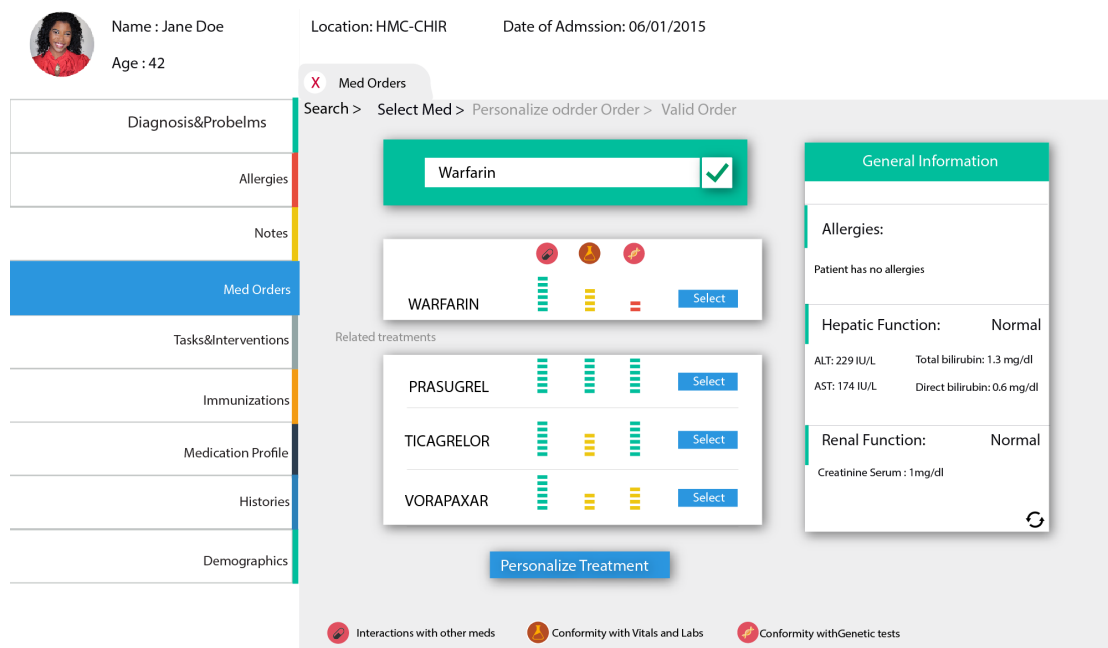 Name : Jane Doe
Age : 42
Location: HMC-CHIR
Date of Admssion: 06/01/2015
X Med Orders
Search > Select Med > Personalize odrder Order > Valid Order
Diagnosis&Probelms
Allergies
Notes
Med Orders
Tasks&Interventions
Immunizations
Medication Profile
Histories
Demographics
Warfarin
WARFARIN Select
Related treatments
PRASUGREL Select
TICAGRELOR Select
VORAPAXAR Select
Personalize Treatment
General Information
Allergies:
Patient has no allergies
Hepatic Function: Normal
ALT: 229 IU/L Total bilirubin: 1.3 mg/dl
AST: 174 IU/L Direct bilirubin: 0.6 mg/dl
Renal Function: Normal
Creatinine Serum : 1mg/dl
Interactions with other meds
Conformity with Vitals and Labs
Conformity withGenetic tests